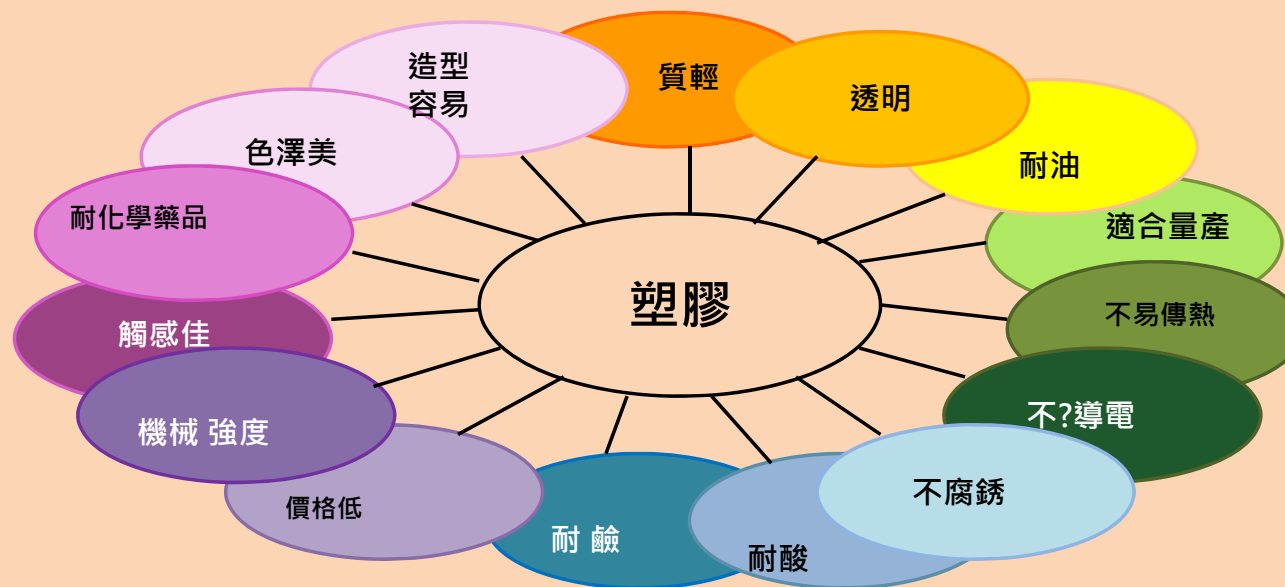 造型
容易
質輕
透明
色澤美
耐油
耐化學藥品
適合量產
塑膠
不易傳熱
觸感佳
不?導電
機械 強度
不腐銹
價格低
耐 鹼
耐酸